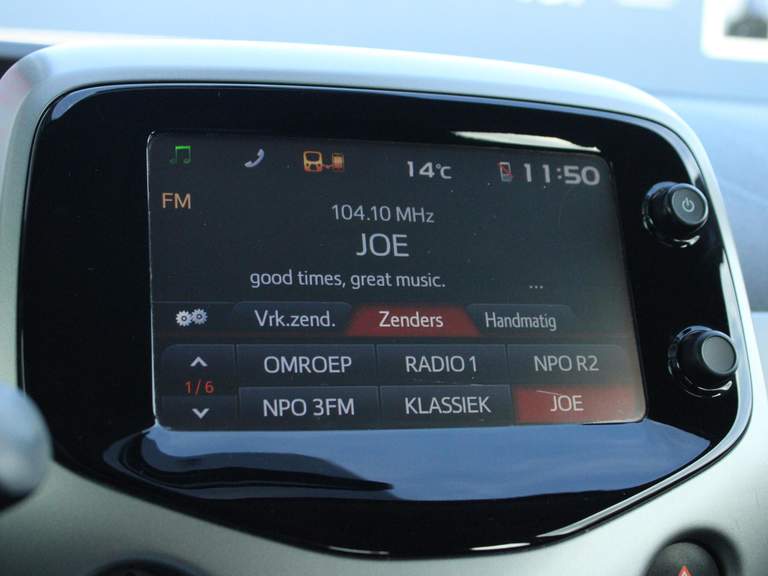 14°C 11:50
FM
104.10 MHz
JOE
good times, great music. ...
Vrk.zend. Zenders Handmatig
OMROEP RADIO 1 NPO R2
1/6
NPO 3FM KLASSIEK JOE